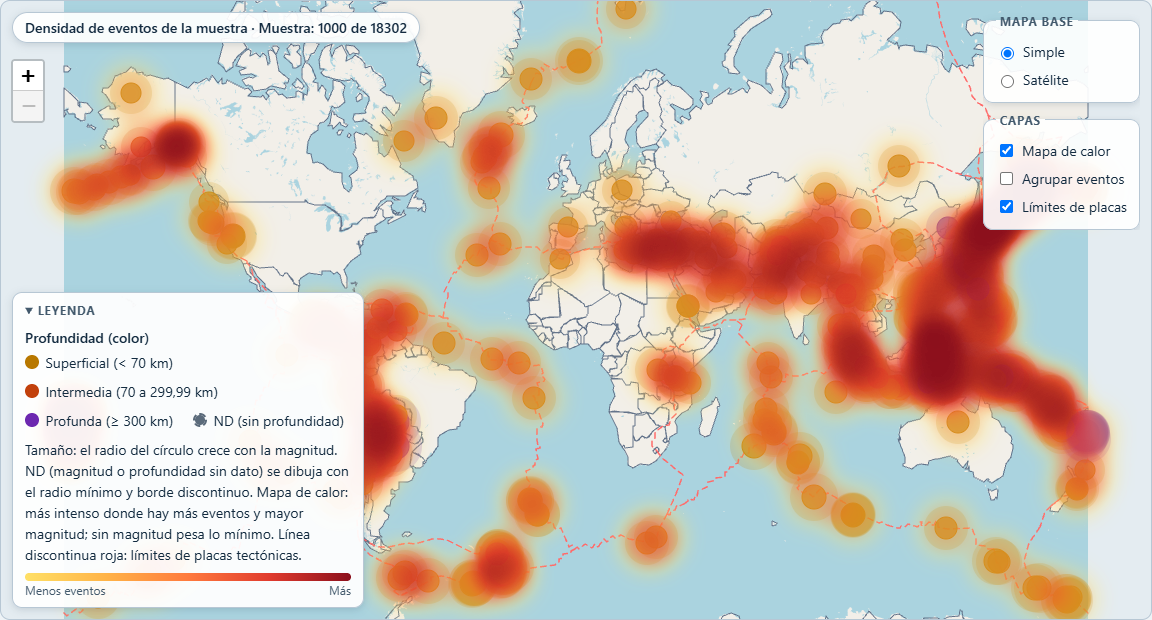 Densidad de eventos de la muestra · Muestra: 1000 de 18302
+
−
MAPA BASE
Simple
Satélite
CAPAS
Mapa de calor
Agrupar eventos
Límites de placas
▼ LEYENDA
Profundidad (color)
Superficial (< 70 km)
Intermedia (70 a 299,99 km)
Profunda (≥ 300 km) ND (sin profundidad)
Tamaño: el radio del círculo crece con la magnitud.
ND (magnitud o profundidad sin dato) se dibuja con
el radio mínimo y borde discontinuo. Mapa de calor:
más intenso donde hay más eventos y mayor
magnitud; sin magnitud pesa lo mínimo. Línea
discontinua roja: límites de placas tectónicas.
Menos eventos Más